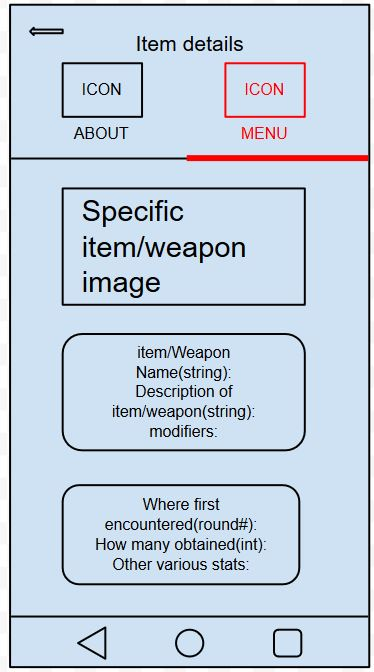 Item details
ICON
ICON
ABOUT
MENU
Specific
item/weapon
image
item/Weapon
Name(string):
Description of
item/weapon(string):
modifiers:
Where first
encountered(round#):
How many obtained(int):
Other various stats: